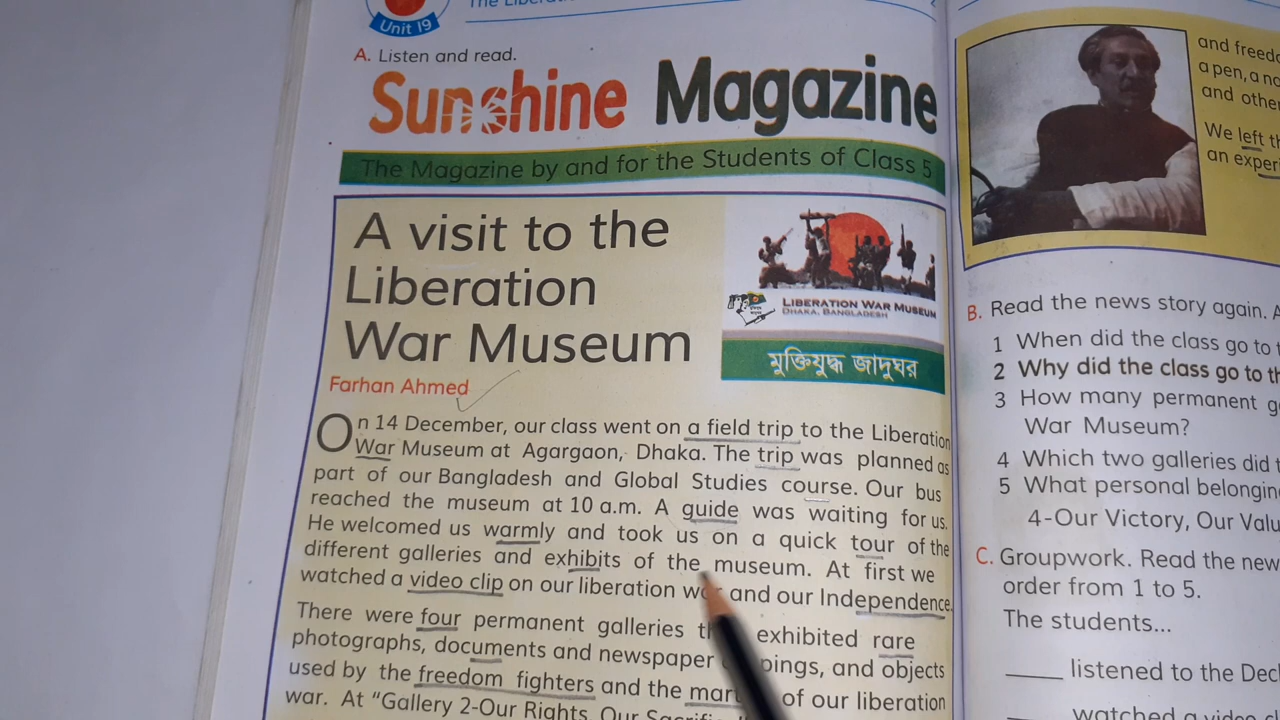 The Liberat
Unit 19
A. Listen and read.
Sunshine Magazine
The Magazine by and for the Students of Class 5
A visit to the
Liberation
War Museum
LIBERATION WAR MUSEUM
DHAKA, BANGLADESH
মুক্তিযুদ্ধ জাদুঘর
Farhan Ahmed
On 14 December, our class went on a field trip to the Liberation
War Museum at Agargaon, Dhaka. The trip was planned as
part of our Bangladesh and Global Studies course. Our bus
reached the museum at 10 a.m. A guide was waiting for us.
He welcomed us warmly and took us on a quick tour of the
different galleries and exhibits of the museum. At first we
watched a video clip on our liberation and our Independence.
There were four permanent galleries exhibited rare
photographs, documents and newspaper and objects
used by the freedom fighters and the of our liberation
war. At “Gallery 2-Our Rights, Our
and
a pen, a
and other
We left
an
B. Read the news story again.
1 When did the class go to
2 Why did the class go to
3 How many permanent
War Museum?
4 Which two galleries did
5 What personal
4-Our Victory, Our
C. Groupwork. Read the
order from 1 to 5.
The students...
____ listened to the
____ watched a video